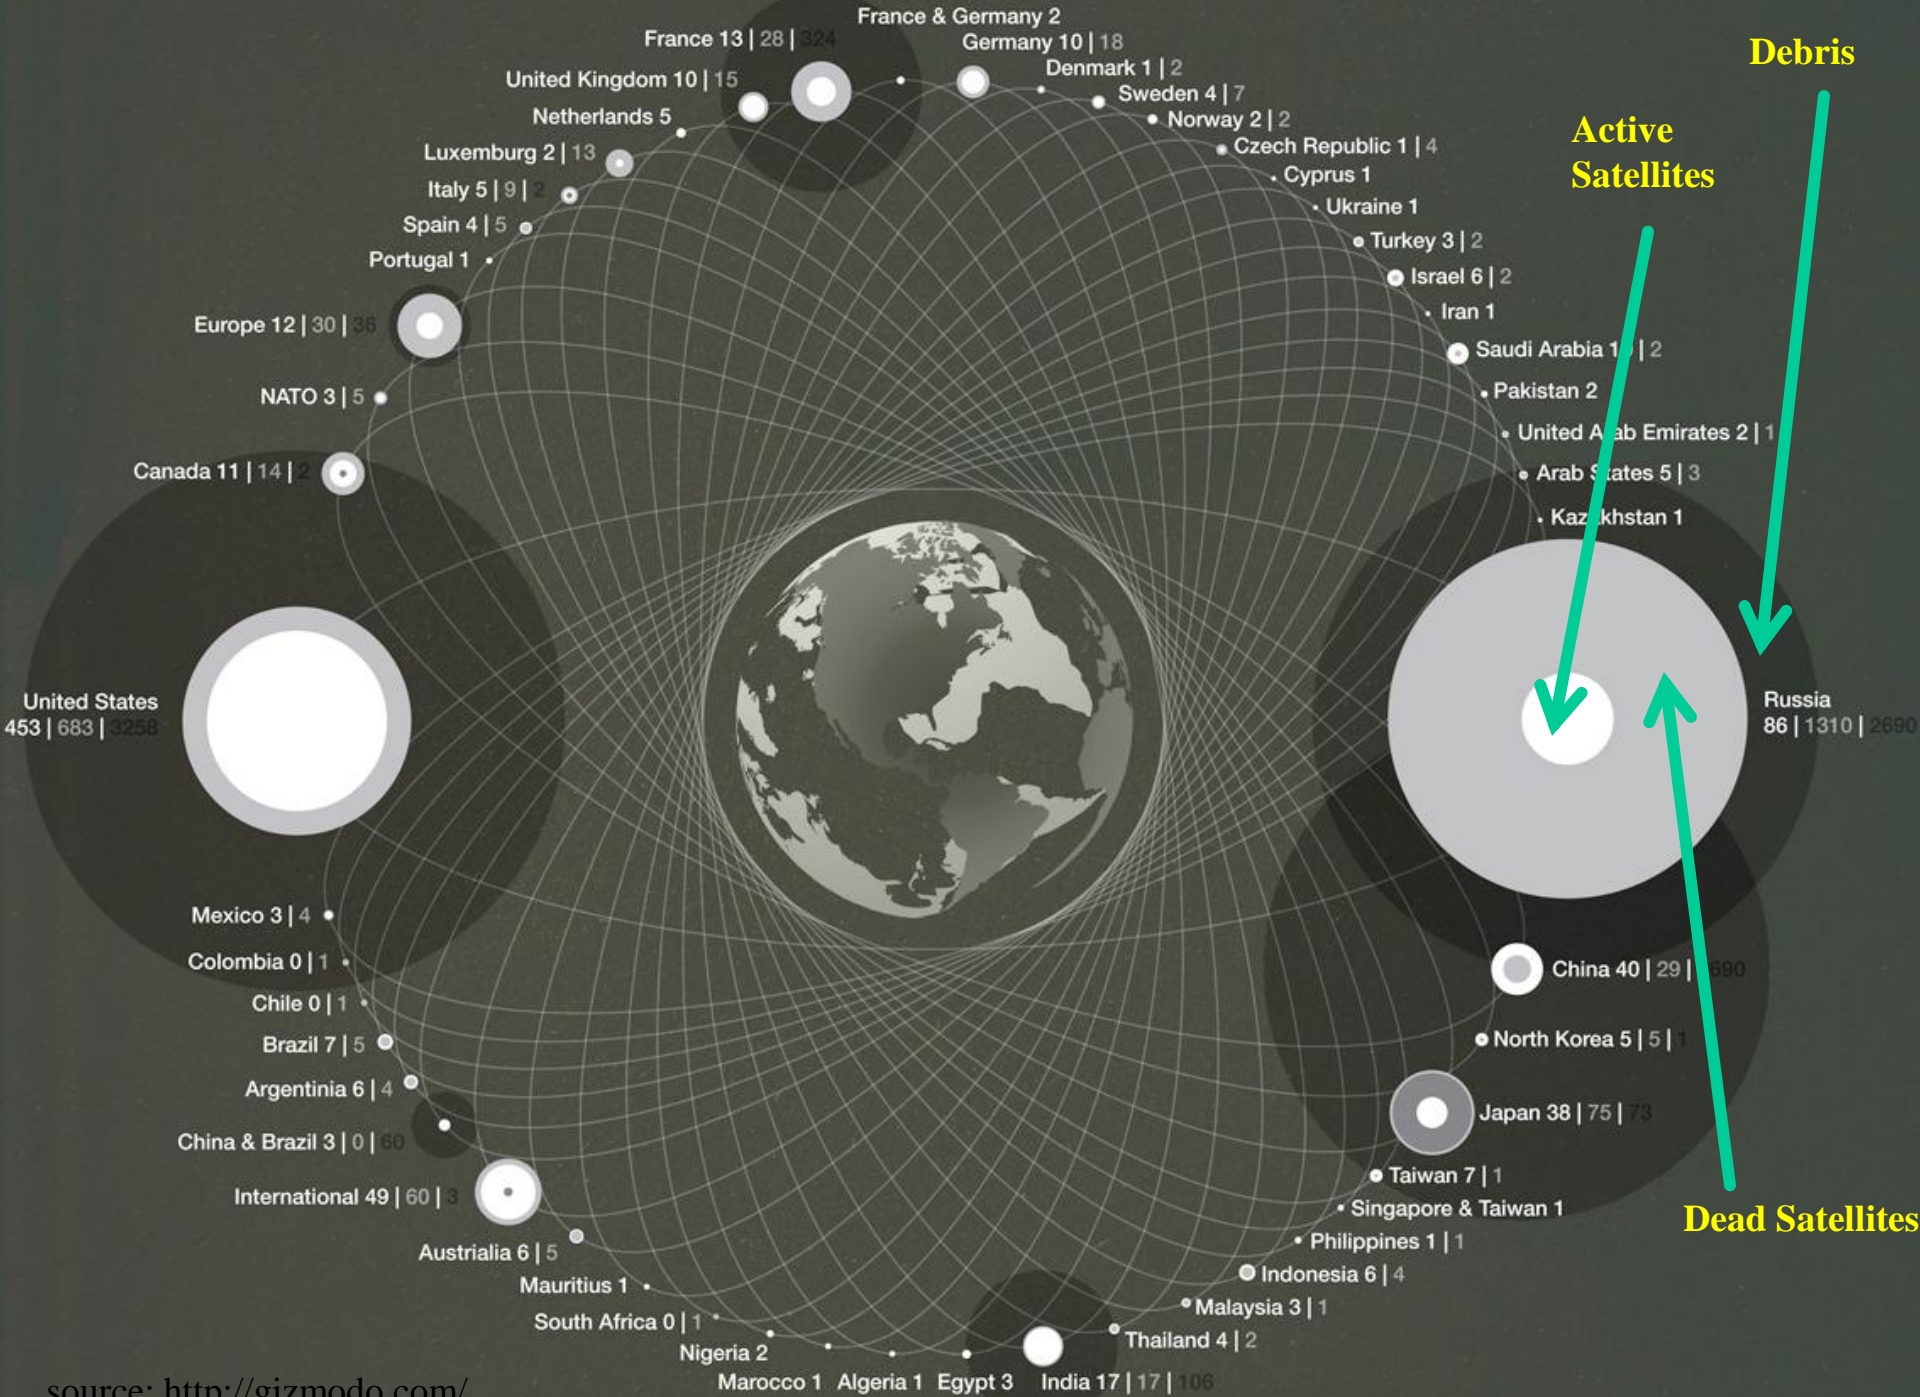 France & Germany 2
France 13 | 28 | 324
Germany 10 | 18
United Kingdom 10 | 15
Denmark 1 | 2
Netherlands 5
Sweden 4 | 7
Norway 2 | 2
Luxemburg 2 | 13
Czech Republic 1 | 4
Italy 5 | 9 | 2
Cyprus 1
Spain 4 | 5
Ukraine 1
Portugal 1
Turkey 3 | 2
Israel 6 | 2
Europe 12 | 30 | 36
Iran 1
Saudi Arabia | 2
NATO 3 | 5
Pakistan 2
United Arab Emirates 2 | 1
Canada 11 | 14 | 2
Arab States 5 | 3
Kazakhstan 1
Debris
Active
Satellites
United States
453 | 683 | 3258
Russia
86 | 1310 | 2690
Mexico 3 | 4
Colombia 0 | 1
China 40 | 29 |
Chile 0 | 1
North Korea 5 | 5 | 1
Brazil 7 | 5
Argentinia 6 | 4
Japan 38 | 75 | 73
China & Brazil 3 | 0 | 60
Taiwan 7 | 1
International 49 | 60 | 3
Singapore & Taiwan 1
Dead Satellites
Austrialia 6 | 5
Philippines 1 | 1
Mauritius 1
Indonesia 6 | 4
South Africa 0 | 1
Malaysia 3 | 1
Nigeria 2
Thailand 4 | 2
Marocco 1
Algeria 1
Egypt 3
India 17 | 17 | 106
source: http://gizmodo.com/